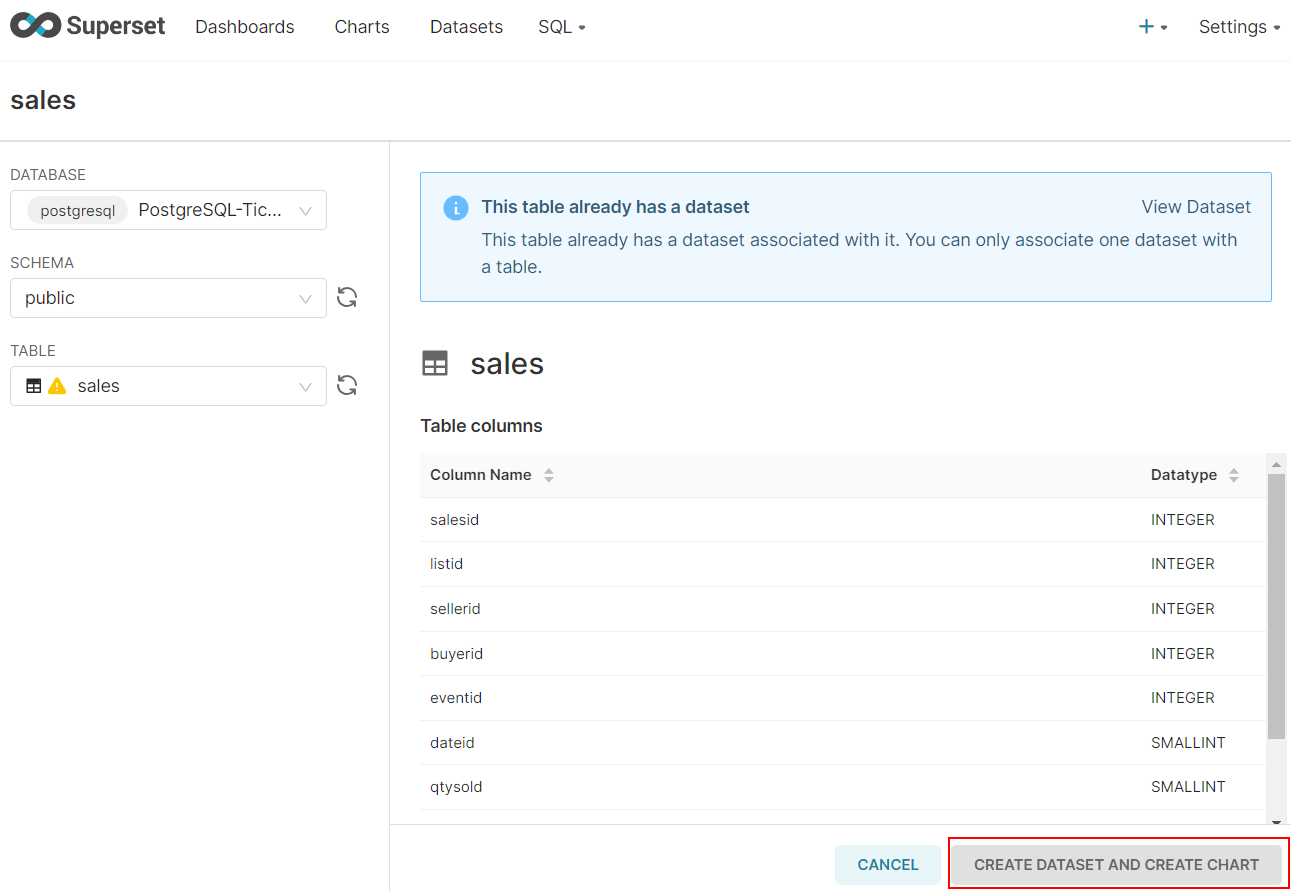 Superset Dashboards Charts Datasets SQL + Settings
sales
DATABASE
postgresql PostgreSQL-Tic...
SCHEMA
public
TABLE
sales
This table already has a dataset View Dataset
This table already has a dataset associated with it. You can only associate one dataset with
a table.
sales
Table columns
Column Name Datatype
salesid INTEGER
listid INTEGER
sellerid INTEGER
buyerid INTEGER
eventid INTEGER
dateid SMALLINT
qtysold SMALLINT
CANCEL CREATE DATASET AND CREATE CHART